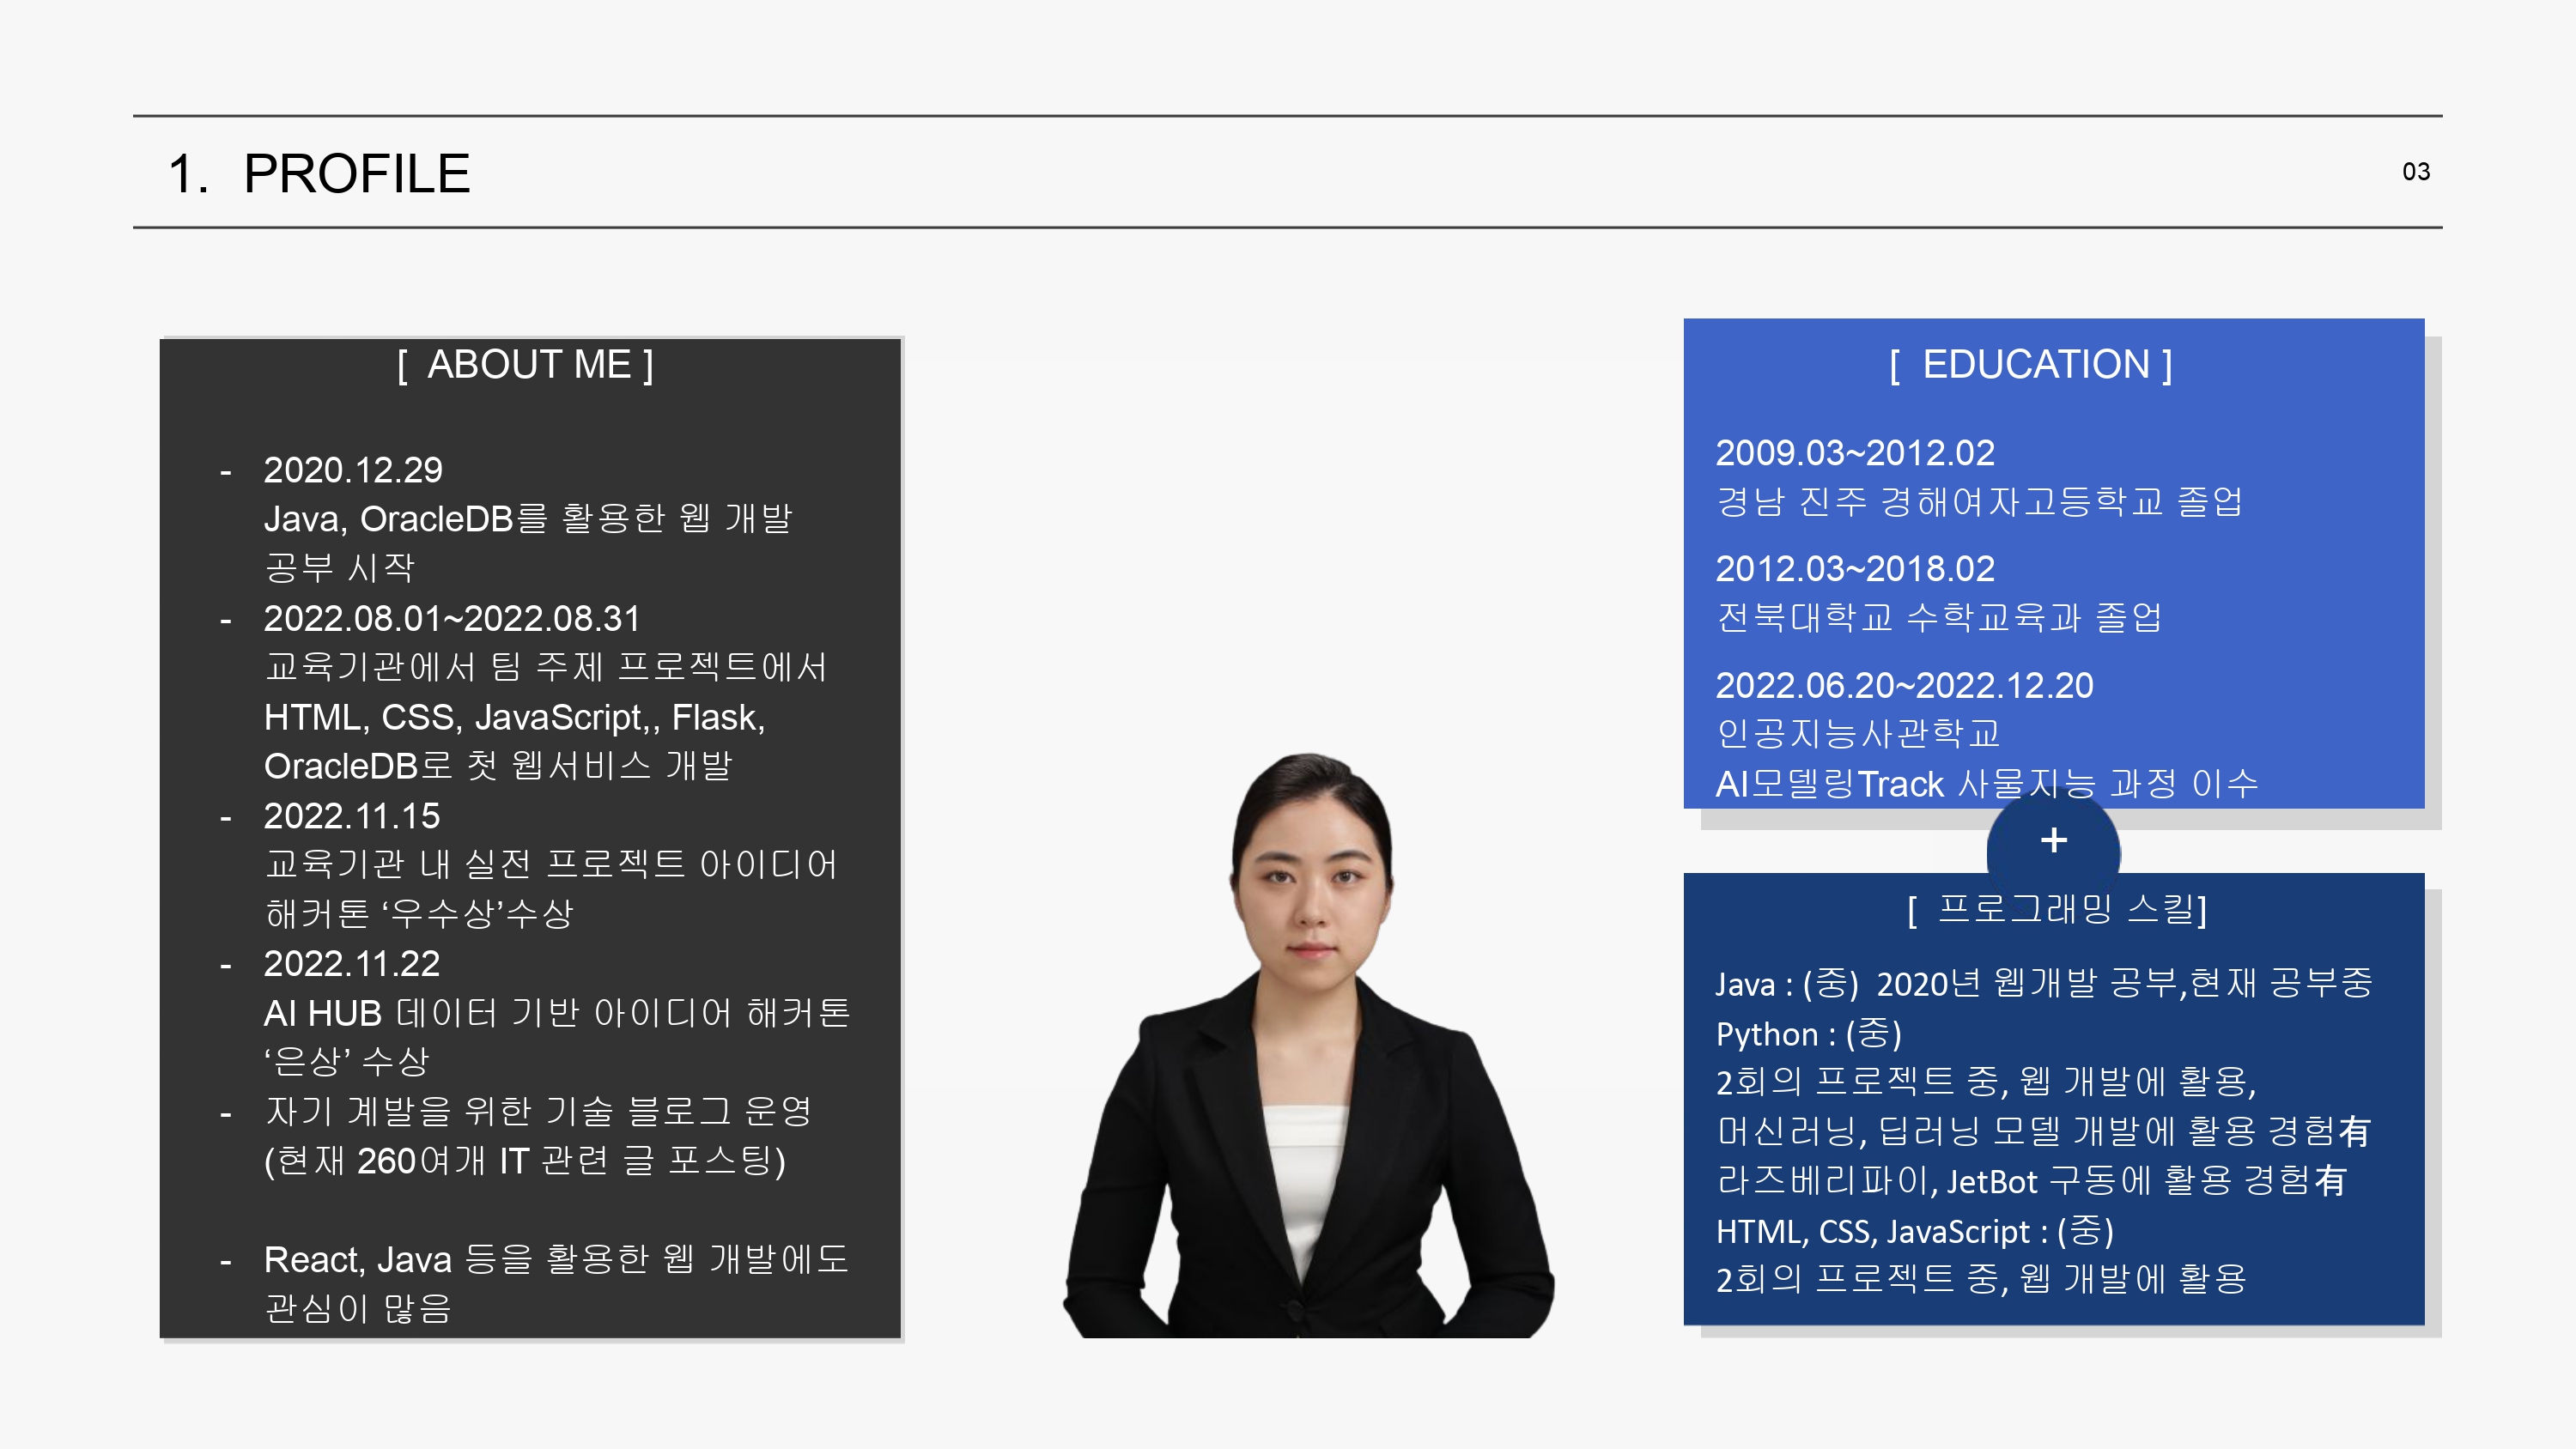 1. PROFILE
03
[ ABOUT ME ]
- 2020.12.29
Java, OracleDB를 활용한 웹 개발
공부 시작
- 2022.08.01~2022.08.31
교육기관에서 팀 주제 프로젝트에서
HTML, CSS, JavaScript,, Flask,
OracleDB로 첫 웹서비스 개발
- 2022.11.15
교육기관 내 실전 프로젝트 아이디어
해커톤 ‘우수상’수상
- 2022.11.22
AI HUB 데이터 기반 아이디어 해커톤
‘은상’ 수상
- 자기 계발을 위한 기술 블로그 운영
(현재 260여개 IT 관련 글 포스팅)
- React, Java 등을 활용한 웹 개발에도
관심이 많음
[ EDUCATION ]
2009.03~2012.02
경남 진주 경해여자고등학교 졸업
2012.03~2018.02
전북대학교 수학교육과 졸업
2022.06.20~2022.12.20
인공지능사관학교
AI모델링Track 사물지능 과정 이수
+
[ 프로그래밍 스킬]
Java : (중) 2020년 웹개발 공부,현재 공부중
Python : (중)
2회의 프로젝트 중, 웹 개발에 활용,
머신러닝, 딥러닝 모델 개발에 활용 경험有
라즈베리파이, JetBot 구동에 활용 경험有
HTML, CSS, JavaScript : (중)
2회의 프로젝트 중, 웹 개발에 활용